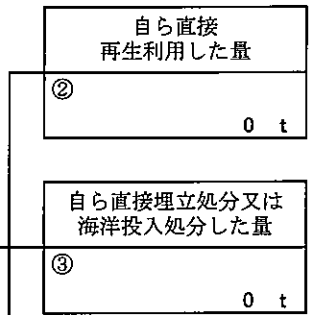 自ら直接
再生利用した量
②
0 t
自ら直接埋立処分又は
海洋投入処分した量
③
0 t